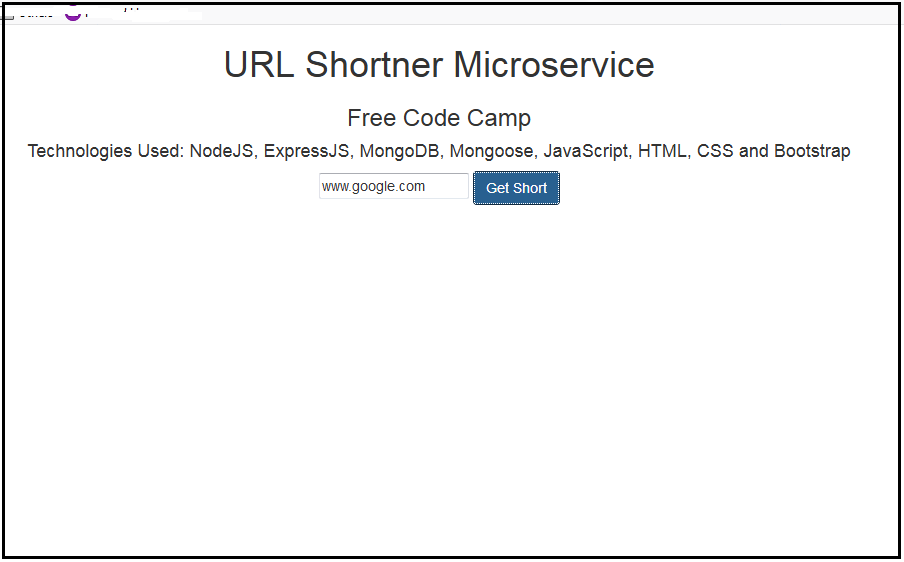 URL Shortner Microservice
Free Code Camp
Technologies Used: NodeJS, ExpressJS, MongoDB, Mongoose, JavaScript, HTML, CSS and Bootstrap
www.google.com Get Short